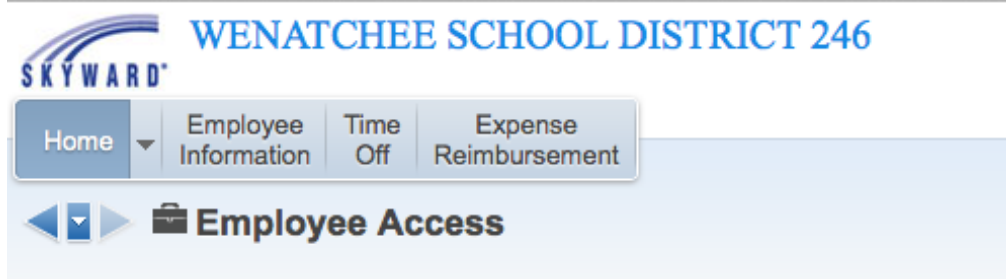 WENATCHEE SCHOOL DISTRICT 246
SKYWARD®
Home
Employee
Information
Time
Off
Expense
Reimbursement
Employee Access